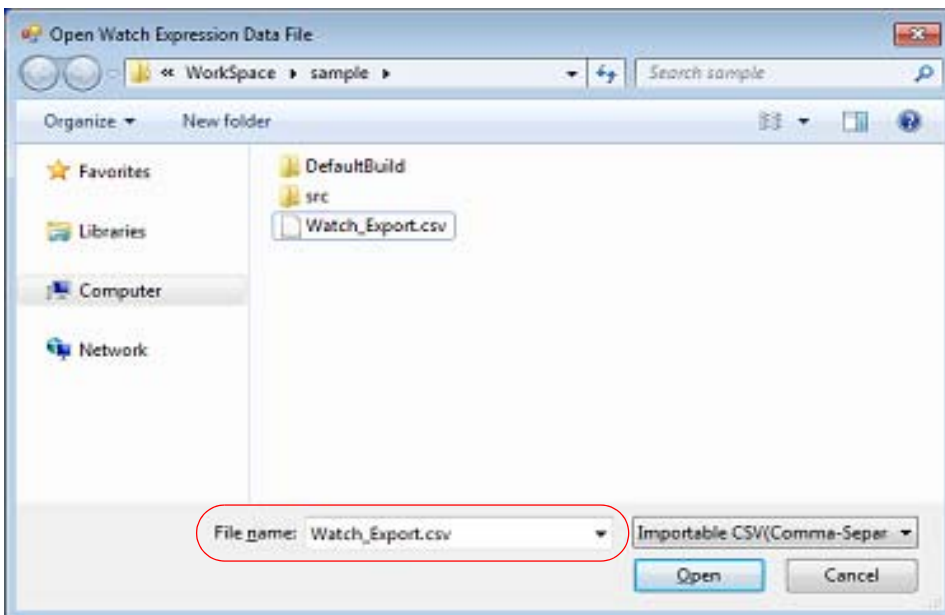 Open Watch Expression Data File
« WorkSpace ▸ sample ▸
Search sample
Organize ▾ New folder
Favorites
Libraries
Computer
Network
DefaultBuild
src
Watch_Export.csv
File name: Watch_Export.csv
Importable CSV(Comma-Separ
Open Cancel